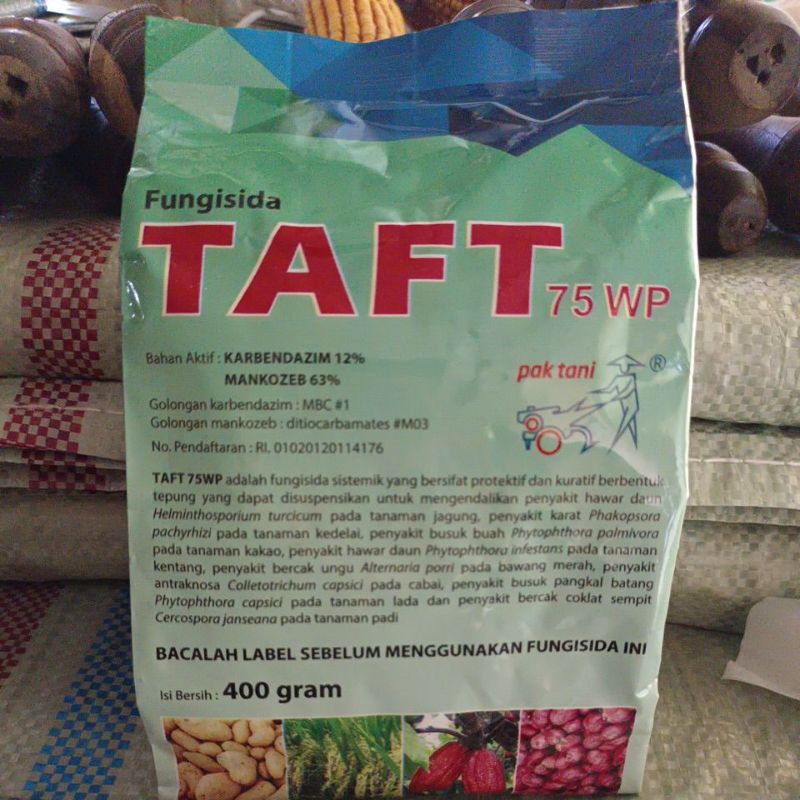 Fungisida
TAFT 75 WP
Bahan Aktif : KARBENDAZIM 12%
MANKOZEB 63%
Golongan karbendazim : MBC #1
Golongan mankozeb : ditiocarbamates #M03
No. Pendaftaran : RI. 01020120114176
pak tani ®
TAFT 75WP adalah fungisida sistemik yang bersifat protektif dan kuratif berbentuk
tepung yang dapat disuspensikan untuk mengendalikan penyakit hawar daun
Helminthosporium turcicum pada tanaman jagung, penyakit karat Phakopsora
pachyrhizi pada tanaman kedelai, penyakit busuk buah Phytophthora palmivora
pada tanaman kakao, penyakit hawar daun Phytophthora infestans pada tanaman
kentang, penyakit bercak ungu Alternaria porri pada bawang merah, penyakit
antraknosa Colletotrichum capsici pada cabai, penyakit busuk pangkal batang
Phytophthora capsici pada tanaman lada dan penyakit bercak coklat sempit
Cercospora janseana pada tanaman padi
BACALAH LABEL SEBELUM MENGGUNAKAN FUNGISIDA INI
Isi Bersih : 400 gram